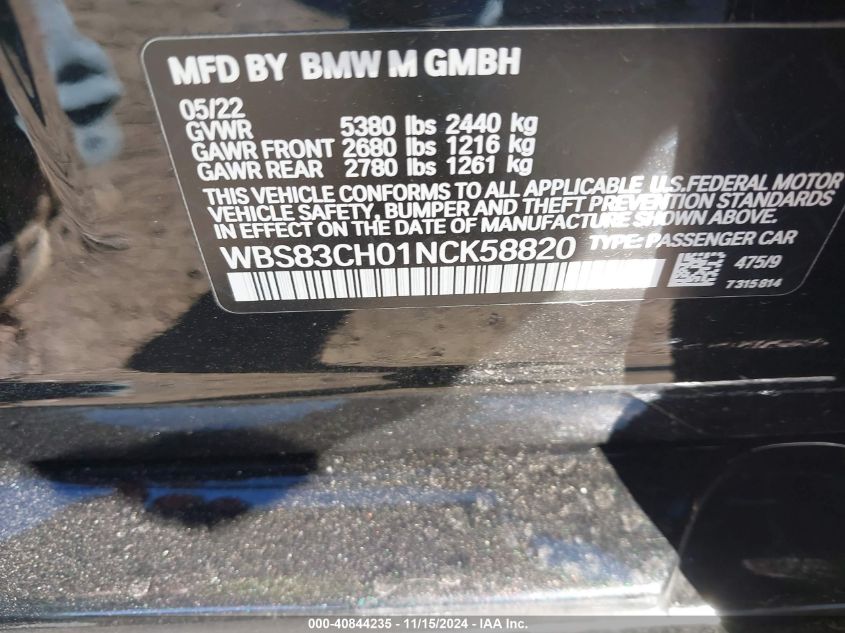 MFD BY BMW M GMBH
05/22
GVWR 5380 lbs 2440 kg
GAWR FRONT 2680 lbs 1216 kg
GAWR REAR 2780 lbs 1261 kg
THIS VEHICLE CONFORMS TO ALL APPLICABLE U.S.FEDERAL MOTOR
VEHICLE SAFETY, BUMPER AND THEFT PREVENTION STANDARDS
IN EFFECT ON THE DATE OF MANUFACTURE SHOWN ABOVE.
WBS83CH01NCK58820 TYPE: PASSENGER CAR
475/9
7315814
000-40844235 - 11/15/2024 - IAA Inc.